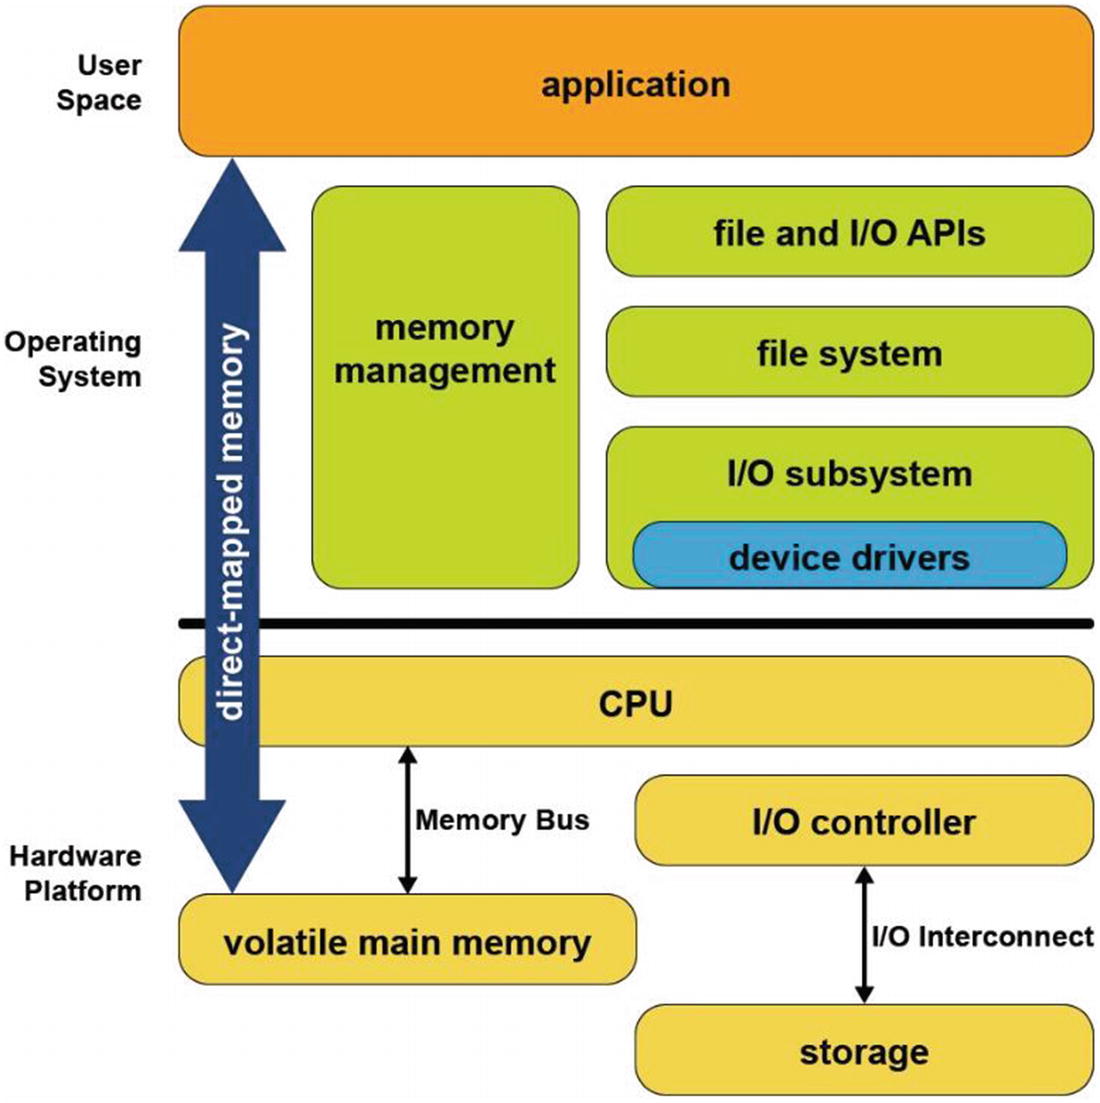 User
Space
application
file and I/O APIs
memory
management
Operating
System
file system
I/O subsystem
device drivers
direct-mapped memory
CPU
Memory Bus
I/O controller
Hardware
Platform
volatile main memory
I/O Interconnect
storage